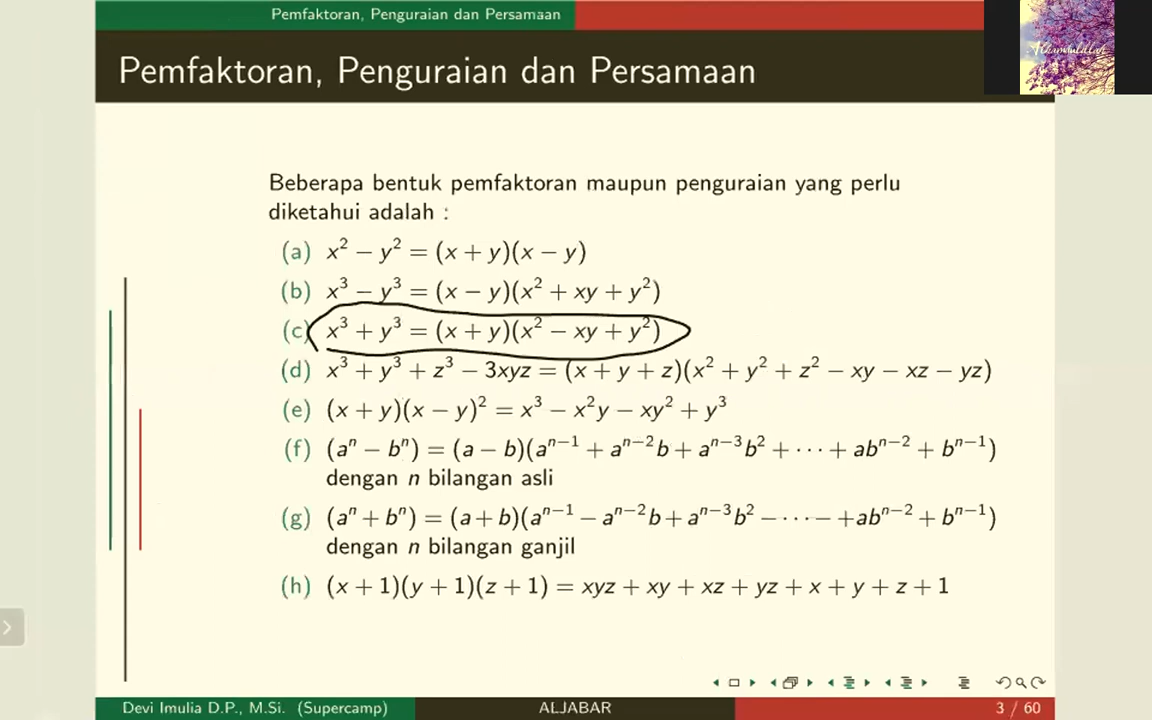 Pemfaktoran, Penguraian dan Persamaan
Pemfaktoran, Penguraian dan Persamaan
Beberapa bentuk pemfaktoran maupun penguraian yang perlu
diketahui adalah :
(a) x² − y² = (x + y)(x − y)
(b) x³ − y³ = (x − y)(x² + xy + y²)
(c) x³ + y³ = (x + y)(x² − xy + y²)
(d) x³ + y³ + z³ − 3xyz = (x + y + z)(x² + y² + z² − xy − xz − yz)
(e) (x + y)(x − y)² = x³ − x²y − xy² + y³
(f) (aⁿ − bⁿ) = (a − b)(aⁿ⁻¹ + aⁿ⁻²b + aⁿ⁻³b² + ⋯ + abⁿ⁻² + bⁿ⁻¹)
dengan n bilangan asli
(g) (aⁿ + bⁿ) = (a + b)(aⁿ⁻¹ − aⁿ⁻²b + aⁿ⁻³b² − ⋯ − +abⁿ⁻² + bⁿ⁻¹)
dengan n bilangan ganjil
(h) (x + 1)(y + 1)(z + 1) = xyz + xy + xz + yz + x + y + z + 1
Devi Imulia D.P., M.Si. (Supercamp) ALJABAR 3 / 60